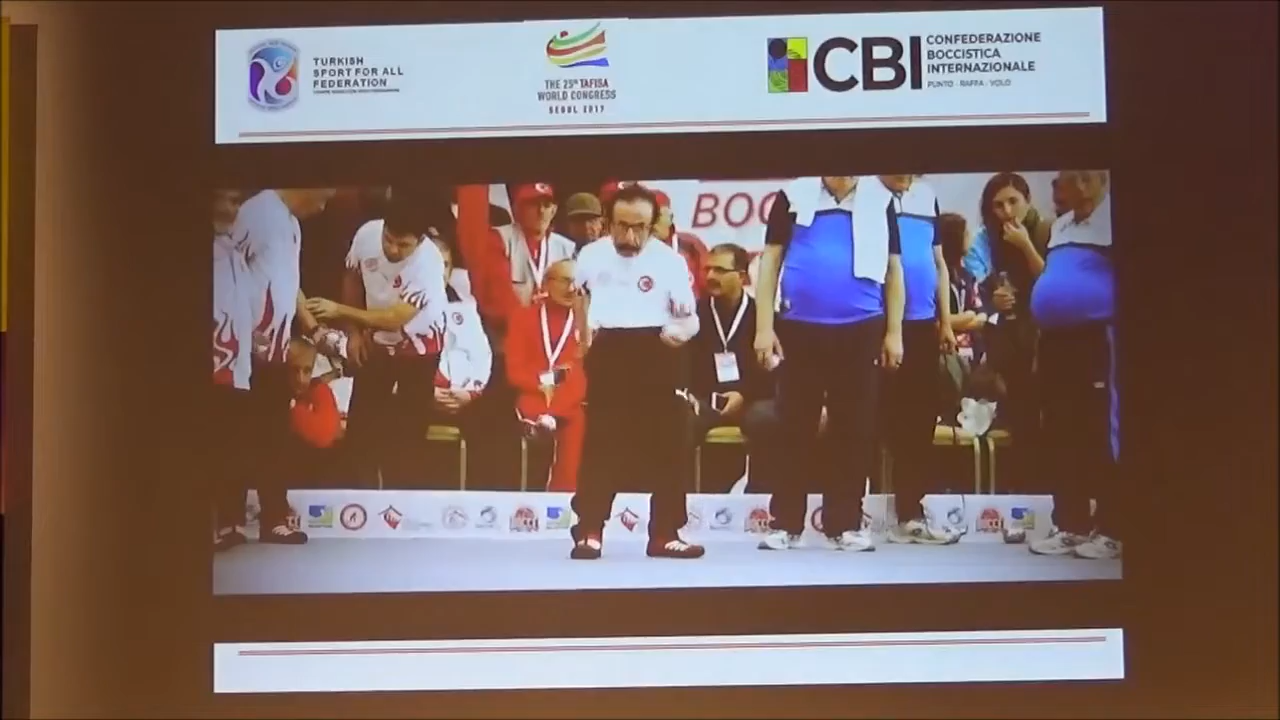 TURKISH
SPORT FOR ALL
FEDERATION
THE 25th TAFISA
WORLD CONGRESS
SEOUL 2017
CBI
CONFEDERAZIONE
BOCCISTICA
INTERNAZIONALE
PUNTO · RAFFA · VOLO
BOC
BOCCE